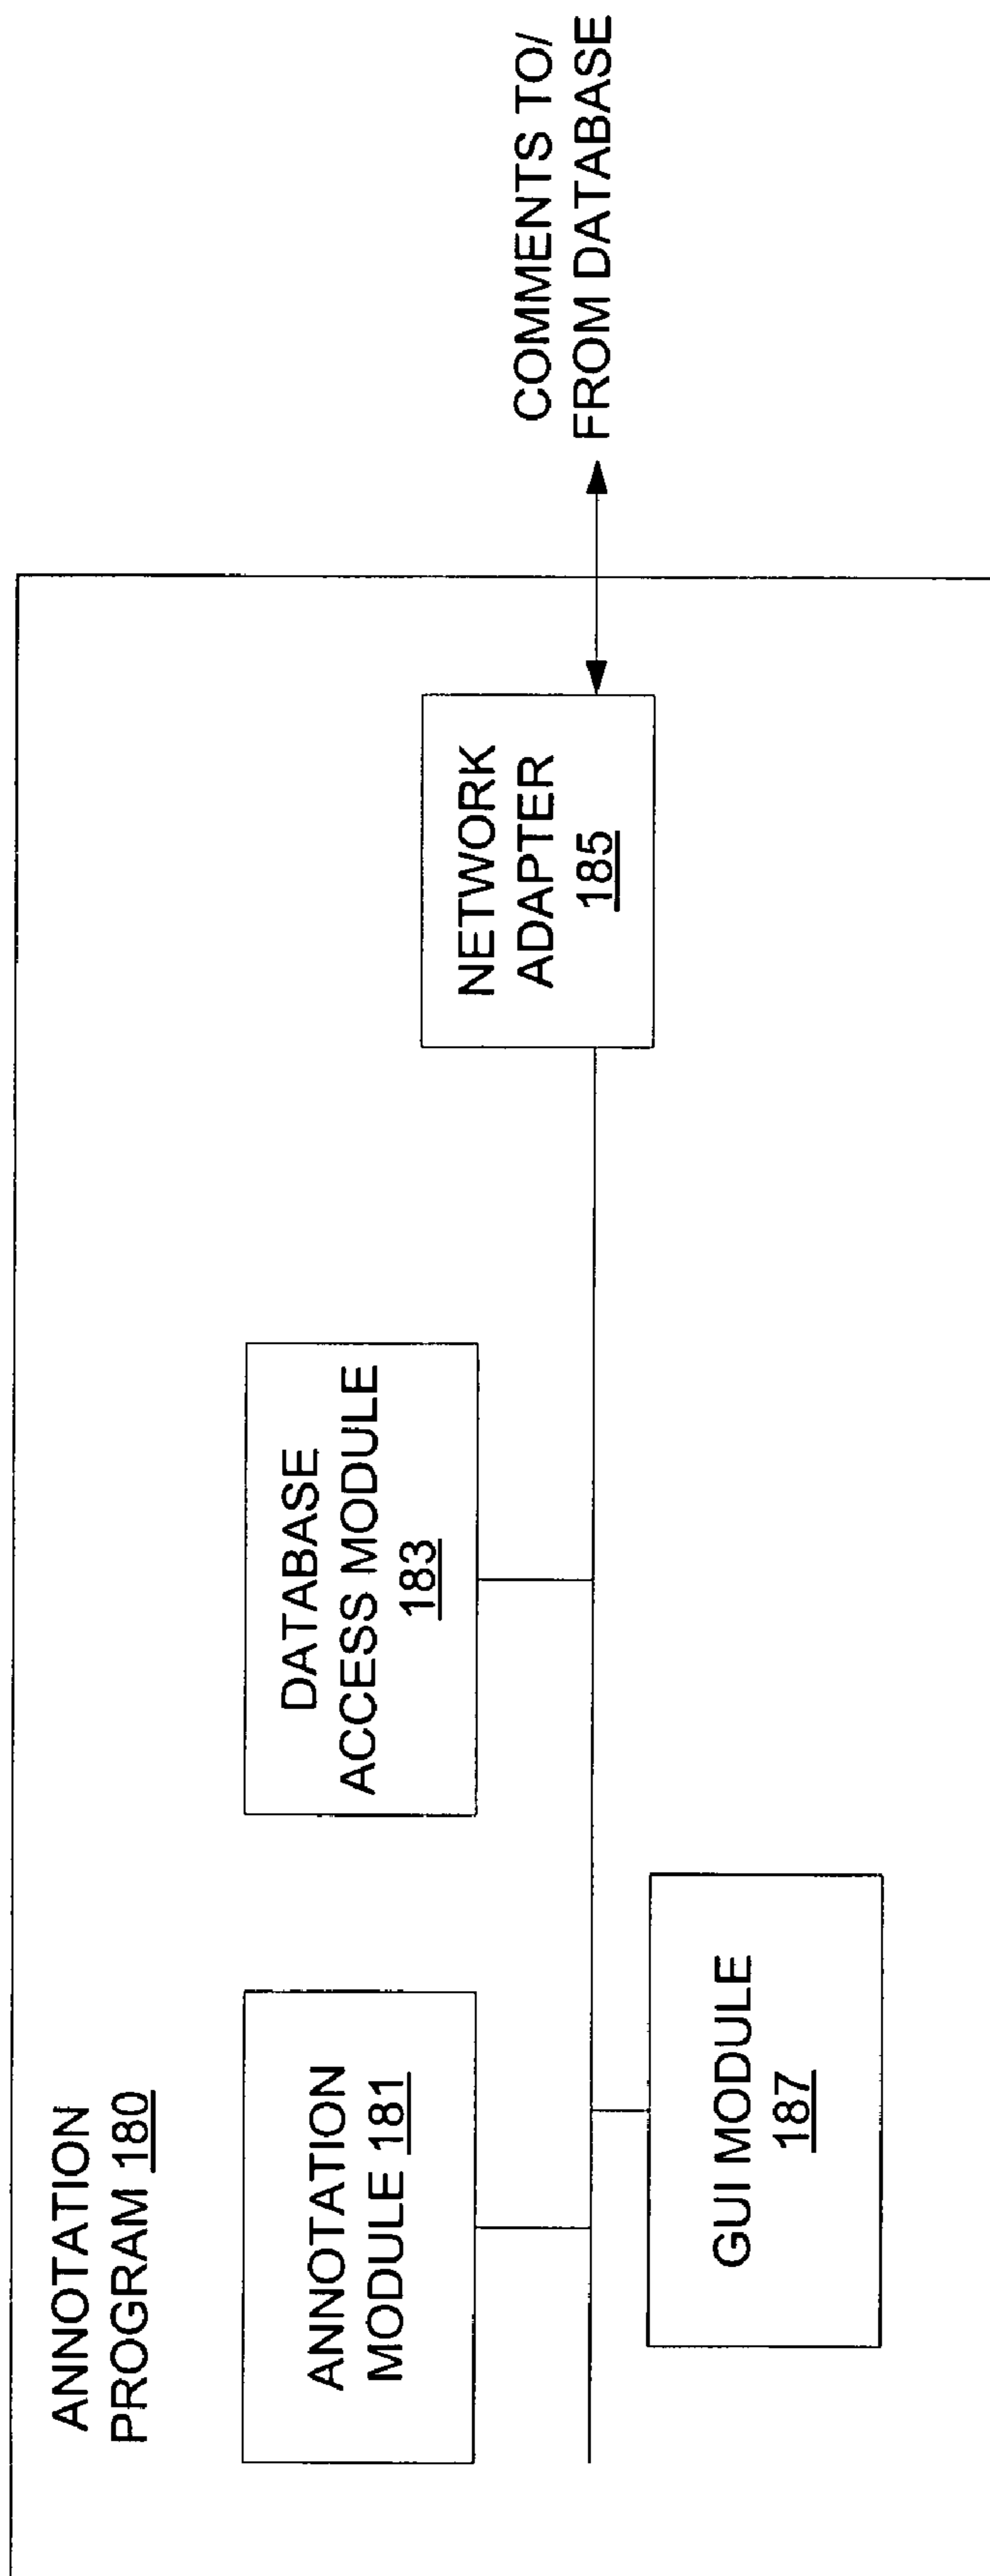 ANNOTATION
PROGRAM 180
ANNOTATION
MODULE 181
DATABASE
ACCESS MODULE
183
GUI MODULE
187
NETWORK
ADAPTER
185
COMMENTS TO/
FROM DATABASE